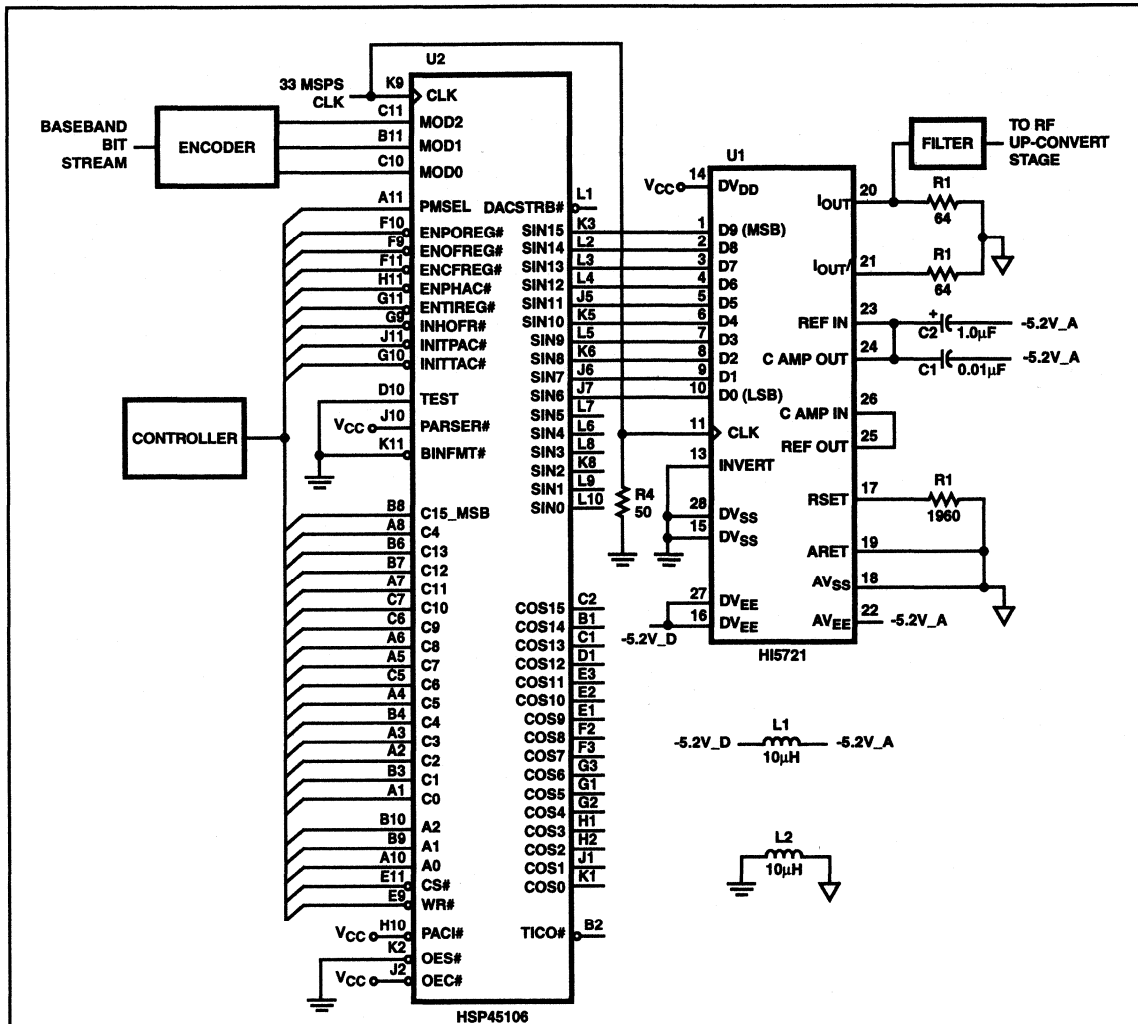 U2
33 MSPS
CLK
K9
CLK
BASEBAND
BIT
STREAM
ENCODER
C11
MOD2
B11
MOD1
C10
MOD0
A11
PMSEL
F10
ENPOREG#
F9
ENOFREG#
F11
ENCFREG#
H11
ENPHAC#
G11
ENTIREG#
G9
INHOFR#
J11
INITPAC#
G10
INITTAC#
D10
TEST
VCC
J10
PARSER#
K11
BINFMT#
CONTROLLER
B8
C15_MSB
A8
C4
B6
C13
B7
C12
A7
C11
C7
C10
C6
C9
A6
C8
A5
C7
C5
C6
A4
C5
B4
C4
A3
C3
A2
C2
B3
C1
A1
C0
B10
A2
B9
A1
A10
A0
E11
CS#
E9
WR#
VCC
H10
PACI#
K2
OES#
VCC
J2
OEC#
DACSTRB#
L1
SIN15
K3
SIN14
L2
SIN13
L3
SIN12
L4
SIN11
J5
SIN10
K5
SIN9
L5
SIN8
K6
SIN7
J6
SIN6
J7
SIN5
L7
SIN4
L6
SIN3
L8
SIN2
K8
SIN1
L9
SIN0
L10
COS15
C2
COS14
B1
COS13
C1
COS12
D1
COS11
E3
COS10
E2
COS9
E1
COS8
F2
COS7
F3
COS6
G3
COS5
G1
COS4
G2
COS3
H1
COS2
H2
COS1
J1
COS0
K1
TICO#
B2
HSP45106
R4
50
U1
VCC
14
DVDD
1
D9 (MSB)
2
D8
3
D7
4
D6
5
D5
6
D4
7
D3
8
D2
9
D1
10
D0 (LSB)
11
CLK
13
INVERT
28
DVSS
15
DVSS
27
DVEE
16
DVEE
-5.2V_D
FILTER
TO RF
UP-CONVERT
STAGE
IOUT
20
R1
64
IOUT/
21
R1
64
REF IN
23
+
C2
1.0μF
-5.2V_A
C AMP OUT
24
C1
0.01μF
-5.2V_A
C AMP IN
26
REF OUT
25
RSET
17
R1
1960
ARET
19
AVSS
18
AVEE
22
-5.2V_A
HI5721
-5.2V_D
L1
10μH
-5.2V_A
L2
10μH